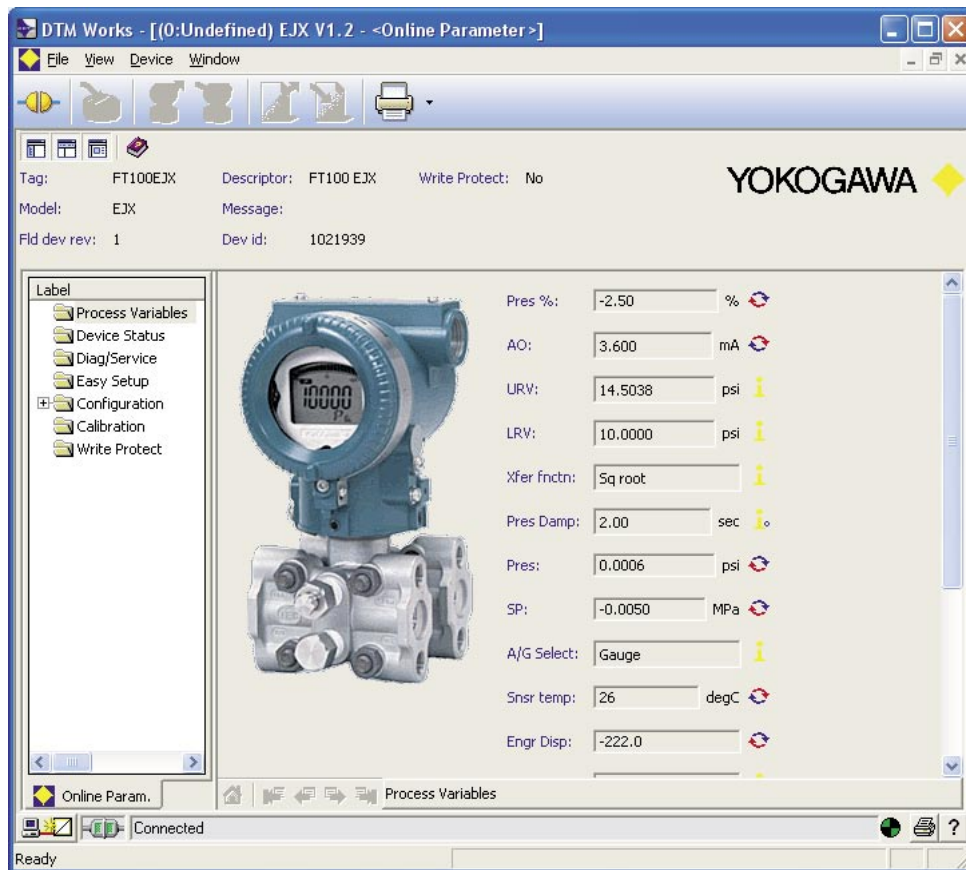 DTM Works - [(0:Undefined) EJX V1.2 - <Online Parameter>]
File View Device Window
Tag: FT100EJX Descriptor: FT100 EJX Write Protect: No
YOKOGAWA
Model: EJX Message:
Fld dev rev: 1 Dev id: 1021939
Label
Process Variables
Device Status
Diag/Service
Easy Setup
Configuration
Calibration
Write Protect
10000
Pa
Pres %: -2.50 %
AO: 3.600 mA
URV: 14.5038 psi
LRV: 10.0000 psi
Xfer fnctn: Sq root
Pres Damp: 2.00 sec
Pres: 0.0006 psi
SP: -0.0050 MPa
A/G Select: Gauge
Snsr temp: 26 degC
Engr Disp: -222.0
Online Param.
Process Variables
Connected
?
Ready